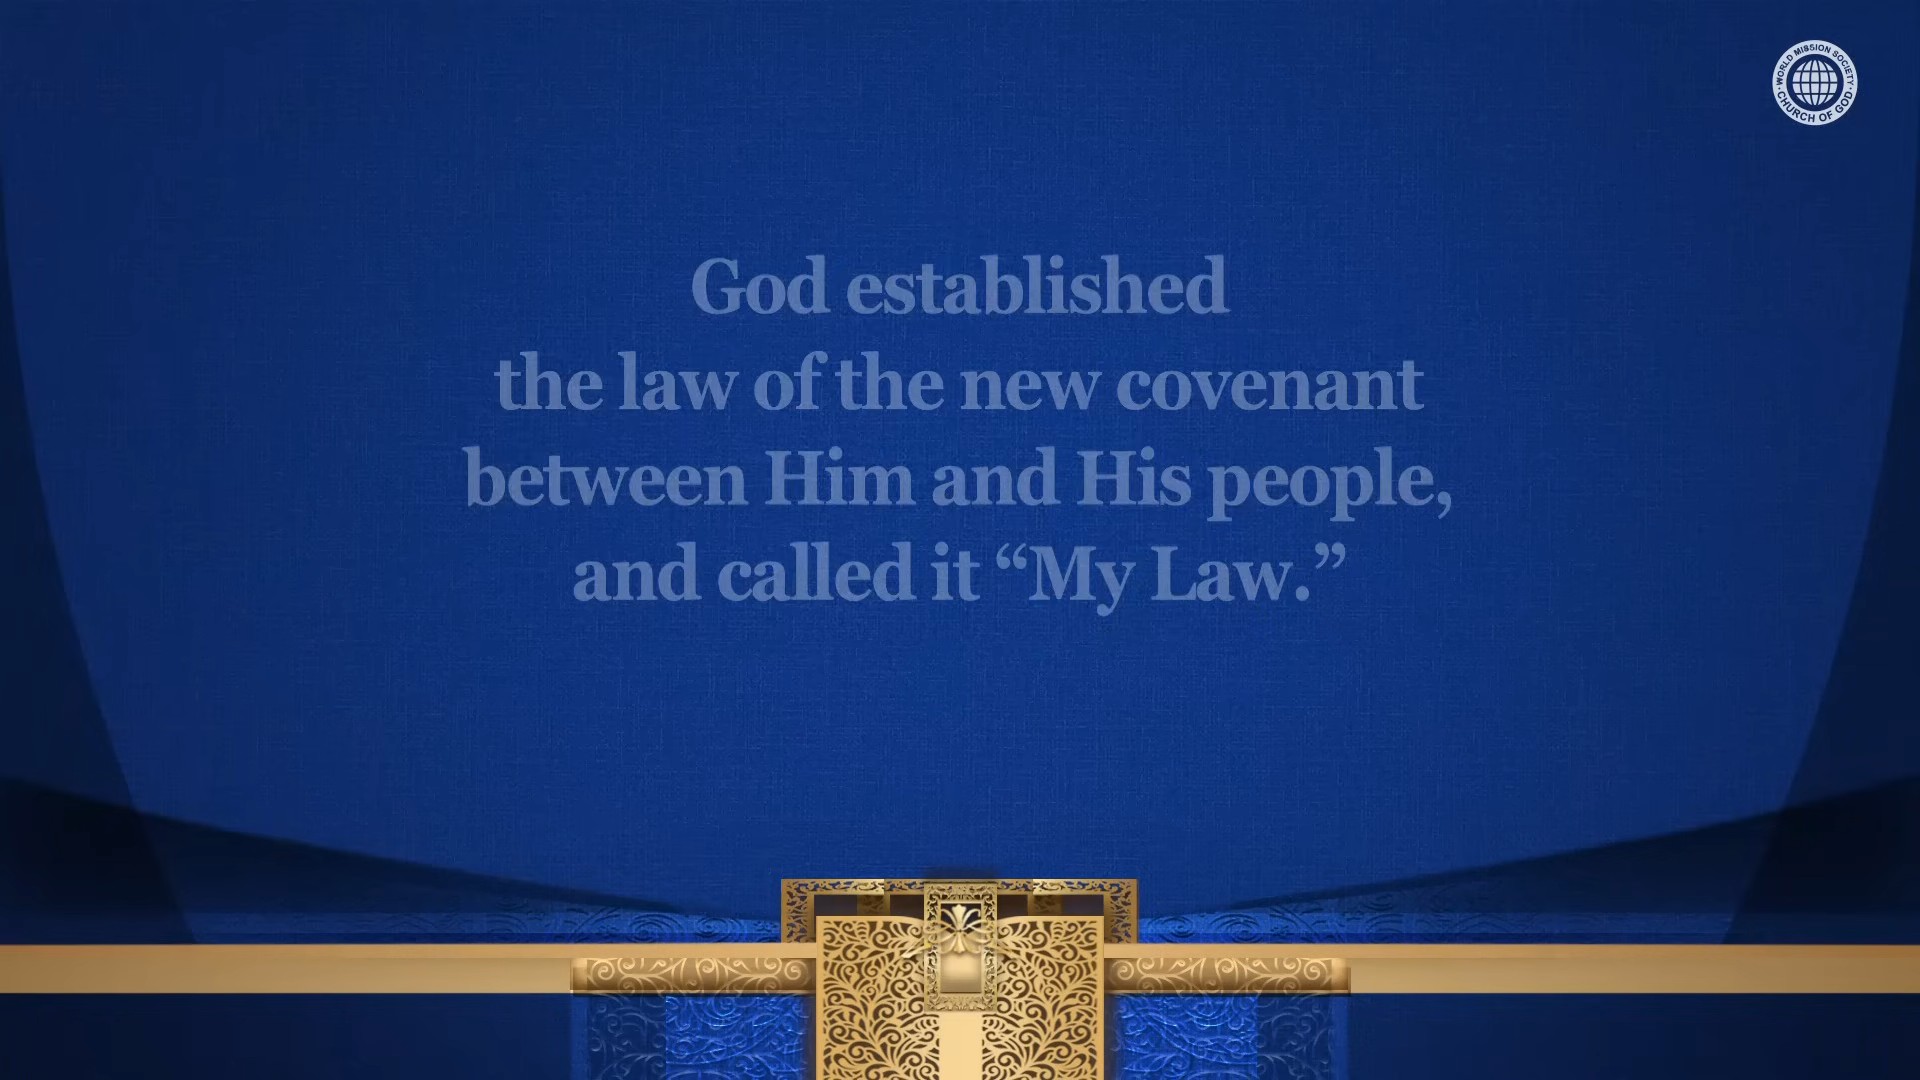 WORLD MISSION SOCIETY
CHURCH OF GOD
God established
the law of the new covenant
between Him and His people,
and called it “My Law.”